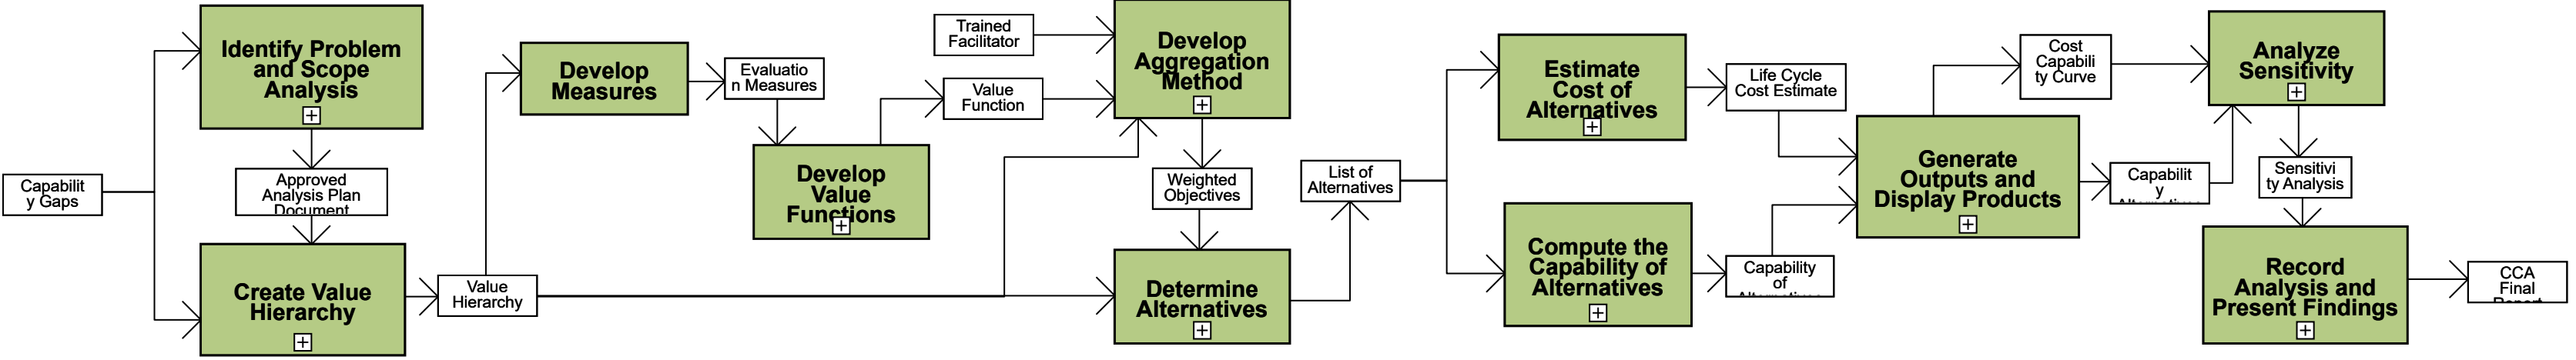 Capabilit
y Gaps
Identify Problem
and Scope
Analysis
Approved
Analysis Plan
Document
Create Value
Hierarchy
Value
Hierarchy
Develop
Measures
Evaluatio
n Measures
Develop
Value
Functions
Trained
Facilitator
Value
Function
Develop
Aggregation
Method
Weighted
Objectives
Determine
Alternatives
List of
Alternatives
Estimate
Cost of
Alternatives
Life Cycle
Cost Estimate
Compute the
Capability of
Alternatives
Capability
of
Alternatives
Generate
Outputs and
Display Products
Cost
Capabili
ty Curve
Capabilit
y
Alternatives
Analyze
Sensitivity
Sensitivi
ty Analysis
Record
Analysis and
Present Findings
CCA
Final
Report